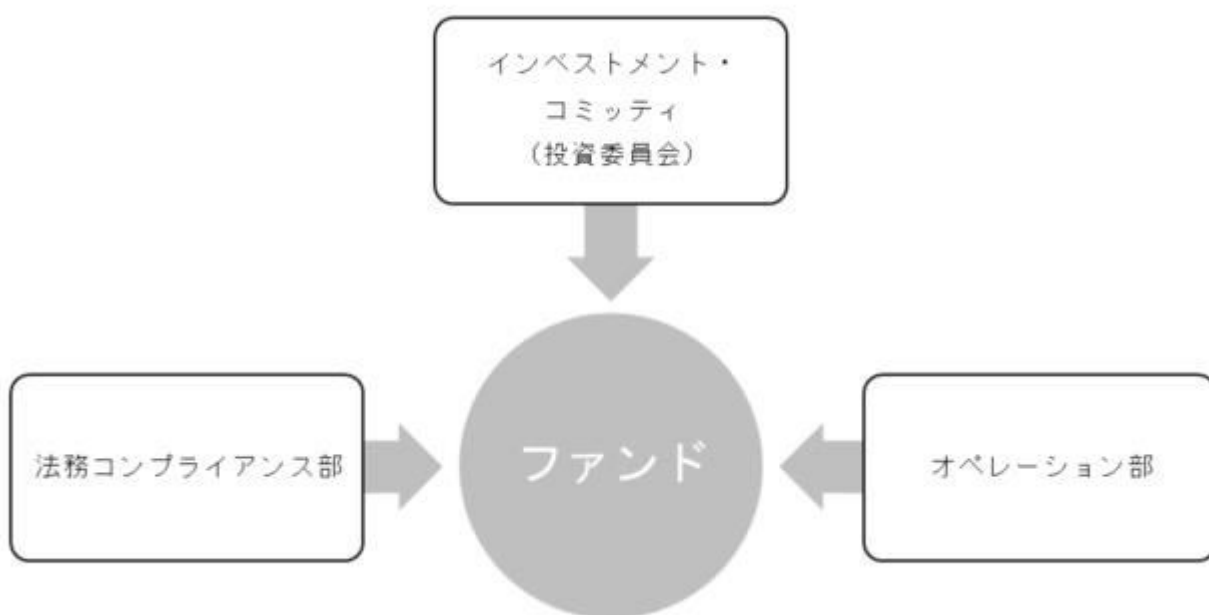 インベストメント・
コミッティ
（投資委員会）
法務コンプライアンス部
ファンド
オペレーション部